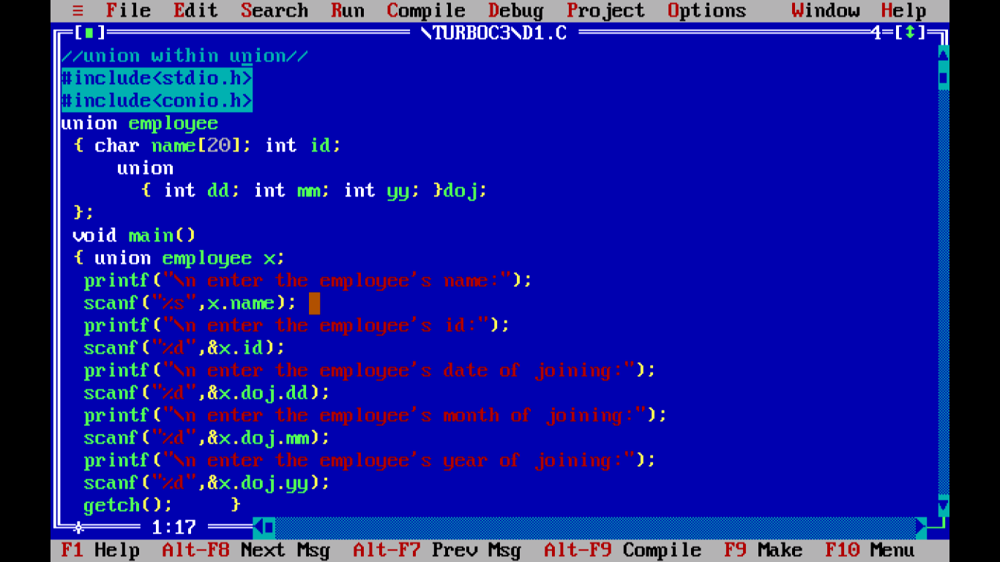 ≡ File Edit Search Run Compile Debug Project Options Window Help
[■] \TURBOC3\D1.C 4=[↕]
//union within union//
#include<stdio.h>
#include<conio.h>
union employee
{ char name[20]; int id;
union
{ int dd; int mm; int yy; }doj;
};
void main()
{ union employee x;
printf("\n enter the employee's name:");
scanf("%s",x.name);
printf("\n enter the employee's id:");
scanf("%d",&x.id);
printf("\n enter the employee's date of joining:");
scanf("%d",&x.doj.dd);
printf("\n enter the employee's month of joining:");
scanf("%d",&x.doj.mm);
printf("\n enter the employee's year of joining:");
scanf("%d",&x.doj.yy);
getch(); }
1:17
F1 Help Alt-F8 Next Msg Alt-F7 Prev Msg Alt-F9 Compile F9 Make F10 Menu